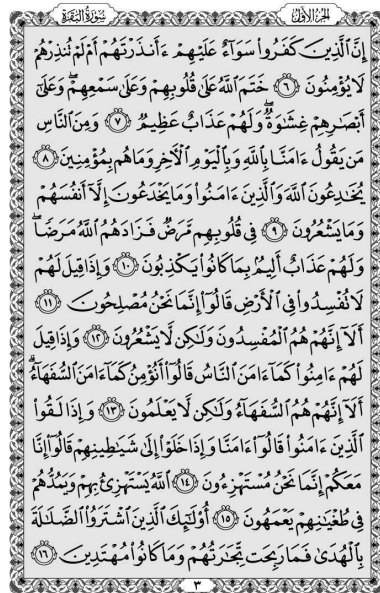 الجزء الأول
سورة البقرة
إِنَّ ٱلَّذِينَ كَفَرُوا۟ سَوَآءٌ عَلَيْهِمْ ءَأَنذَرْتَهُمْ أَمْ لَمْ تُنذِرْهُمْ
لَا يُؤْمِنُونَ ﴿٦﴾ خَتَمَ ٱللَّهُ عَلَىٰ قُلُوبِهِمْ وَعَلَىٰ سَمْعِهِمْ ۖ وَعَلَىٰٓ
أَبْصَٰرِهِمْ غِشَٰوَةٌ ۖ وَلَهُمْ عَذَابٌ عَظِيمٌ ﴿٧﴾ وَمِنَ ٱلنَّاسِ
مَن يَقُولُ ءَامَنَّا بِٱللَّهِ وَبِٱلْيَوْمِ ٱلْءَاخِرِ وَمَا هُم بِمُؤْمِنِينَ ﴿٨﴾
يُخَٰدِعُونَ ٱللَّهَ وَٱلَّذِينَ ءَامَنُوا۟ وَمَا يَخْدَعُونَ إِلَّآ أَنفُسَهُمْ
وَمَا يَشْعُرُونَ ﴿٩﴾ فِى قُلُوبِهِم مَّرَضٌ فَزَادَهُمُ ٱللَّهُ مَرَضًا ۖ
وَلَهُمْ عَذَابٌ أَلِيمٌۢ بِمَا كَانُوا۟ يَكْذِبُونَ ﴿١٠﴾ وَإِذَا قِيلَ لَهُمْ
لَا تُفْسِدُوا۟ فِى ٱلْأَرْضِ قَالُوٓا۟ إِنَّمَا نَحْنُ مُصْلِحُونَ ﴿١١﴾
أَلَآ إِنَّهُمْ هُمُ ٱلْمُفْسِدُونَ وَلَٰكِن لَّا يَشْعُرُونَ ﴿١٢﴾ وَإِذَا قِيلَ
لَهُمْ ءَامِنُوا۟ كَمَآ ءَامَنَ ٱلنَّاسُ قَالُوٓا۟ أَنُؤْمِنُ كَمَآ ءَامَنَ ٱلسُّفَهَآءُ ۗ
أَلَآ إِنَّهُمْ هُمُ ٱلسُّفَهَآءُ وَلَٰكِن لَّا يَعْلَمُونَ ﴿١٣﴾ وَإِذَا لَقُوا۟
ٱلَّذِينَ ءَامَنُوا۟ قَالُوٓا۟ ءَامَنَّا وَإِذَا خَلَوْا۟ إِلَىٰ شَيَٰطِينِهِمْ قَالُوٓا۟ إِنَّا
مَعَكُمْ إِنَّمَا نَحْنُ مُسْتَهْزِءُونَ ﴿١٤﴾ ٱللَّهُ يَسْتَهْزِئُ بِهِمْ وَيَمُدُّهُمْ
فِى طُغْيَٰنِهِمْ يَعْمَهُونَ ﴿١٥﴾ أُو۟لَٰٓئِكَ ٱلَّذِينَ ٱشْتَرَوُا۟ ٱلضَّلَٰلَةَ
بِٱلْهُدَىٰ فَمَا رَبِحَت تِّجَٰرَتُهُمْ وَمَا كَانُوا۟ مُهْتَدِينَ ﴿١٦﴾
٣